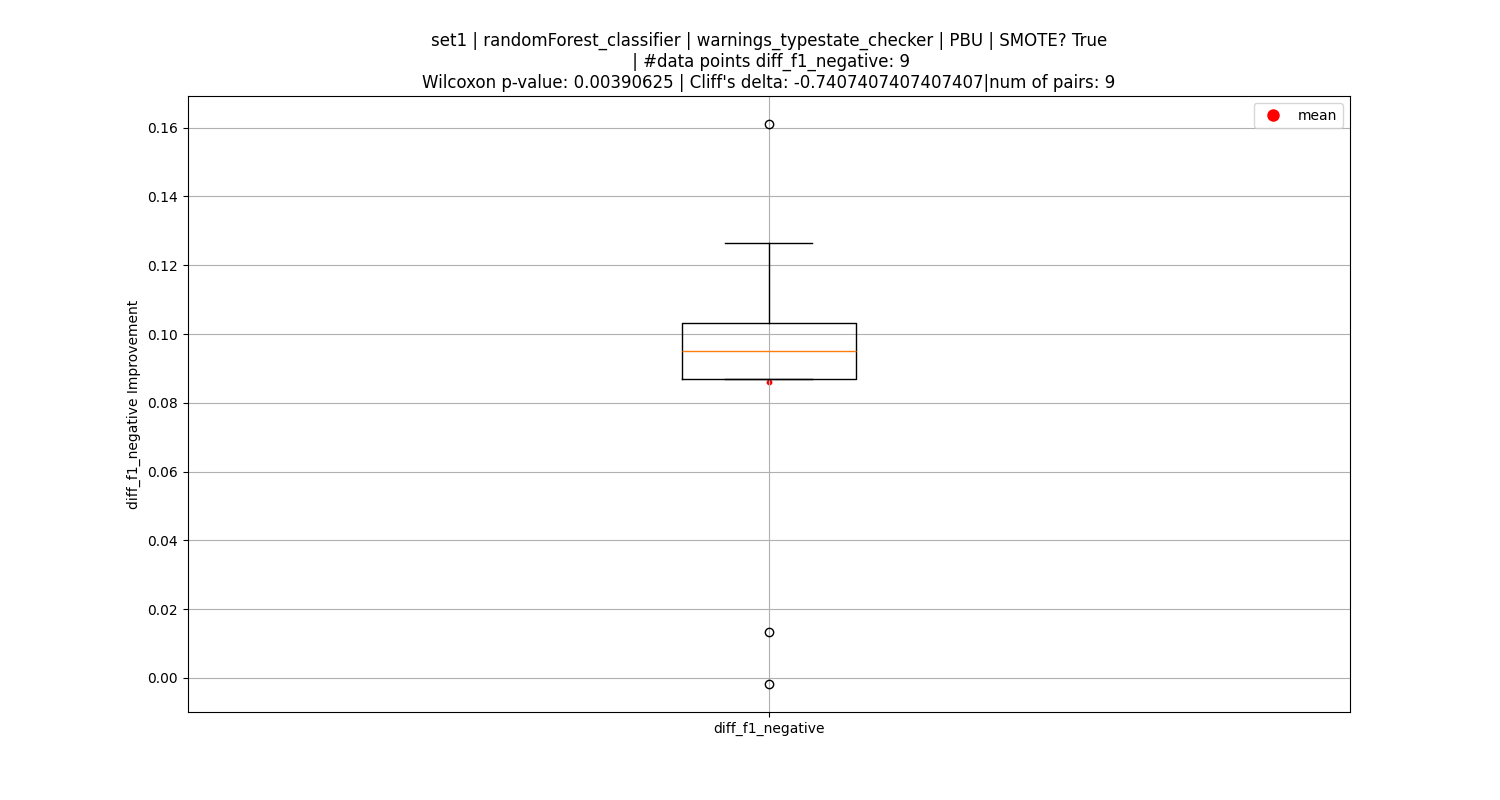 set1 | randomForest_classifier | warnings_typestate_checker | PBU | SMOTE? True
| #data points diff_f1_negative: 9
Wilcoxon p-value: 0.00390625 | Cliff's delta: -0.7407407407407407|num of pairs: 9
mean
0.16
0.14
0.12
0.10
0.08
0.06
0.04
0.02
0.00
diff_f1_negative Improvement
diff_f1_negative